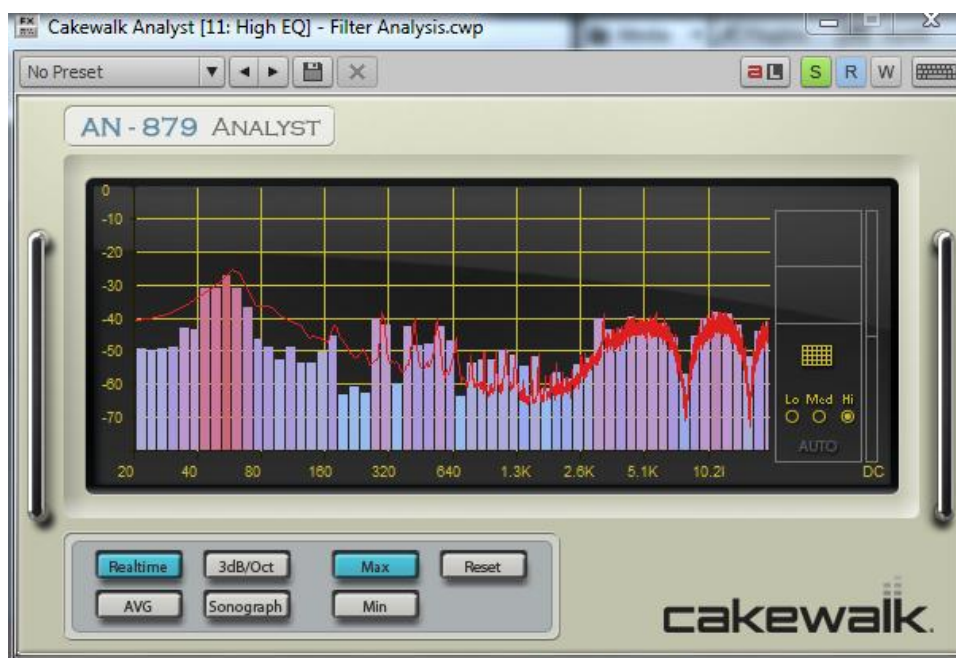 FX
Cakewalk Analyst [11: High EQ] - Filter Analysis.cwp
No Preset
S R W
AN - 879 ANALYST
0
-10
-20
-30
-40
-50
-60
-70
20 40 80 160 320 640 1.3K 2.6K 5.1K 10.2
Lo Med Hi
AUTO
DC
Realtime 3dB/Oct Max Reset
AVG Sonograph Min
cakewalk.